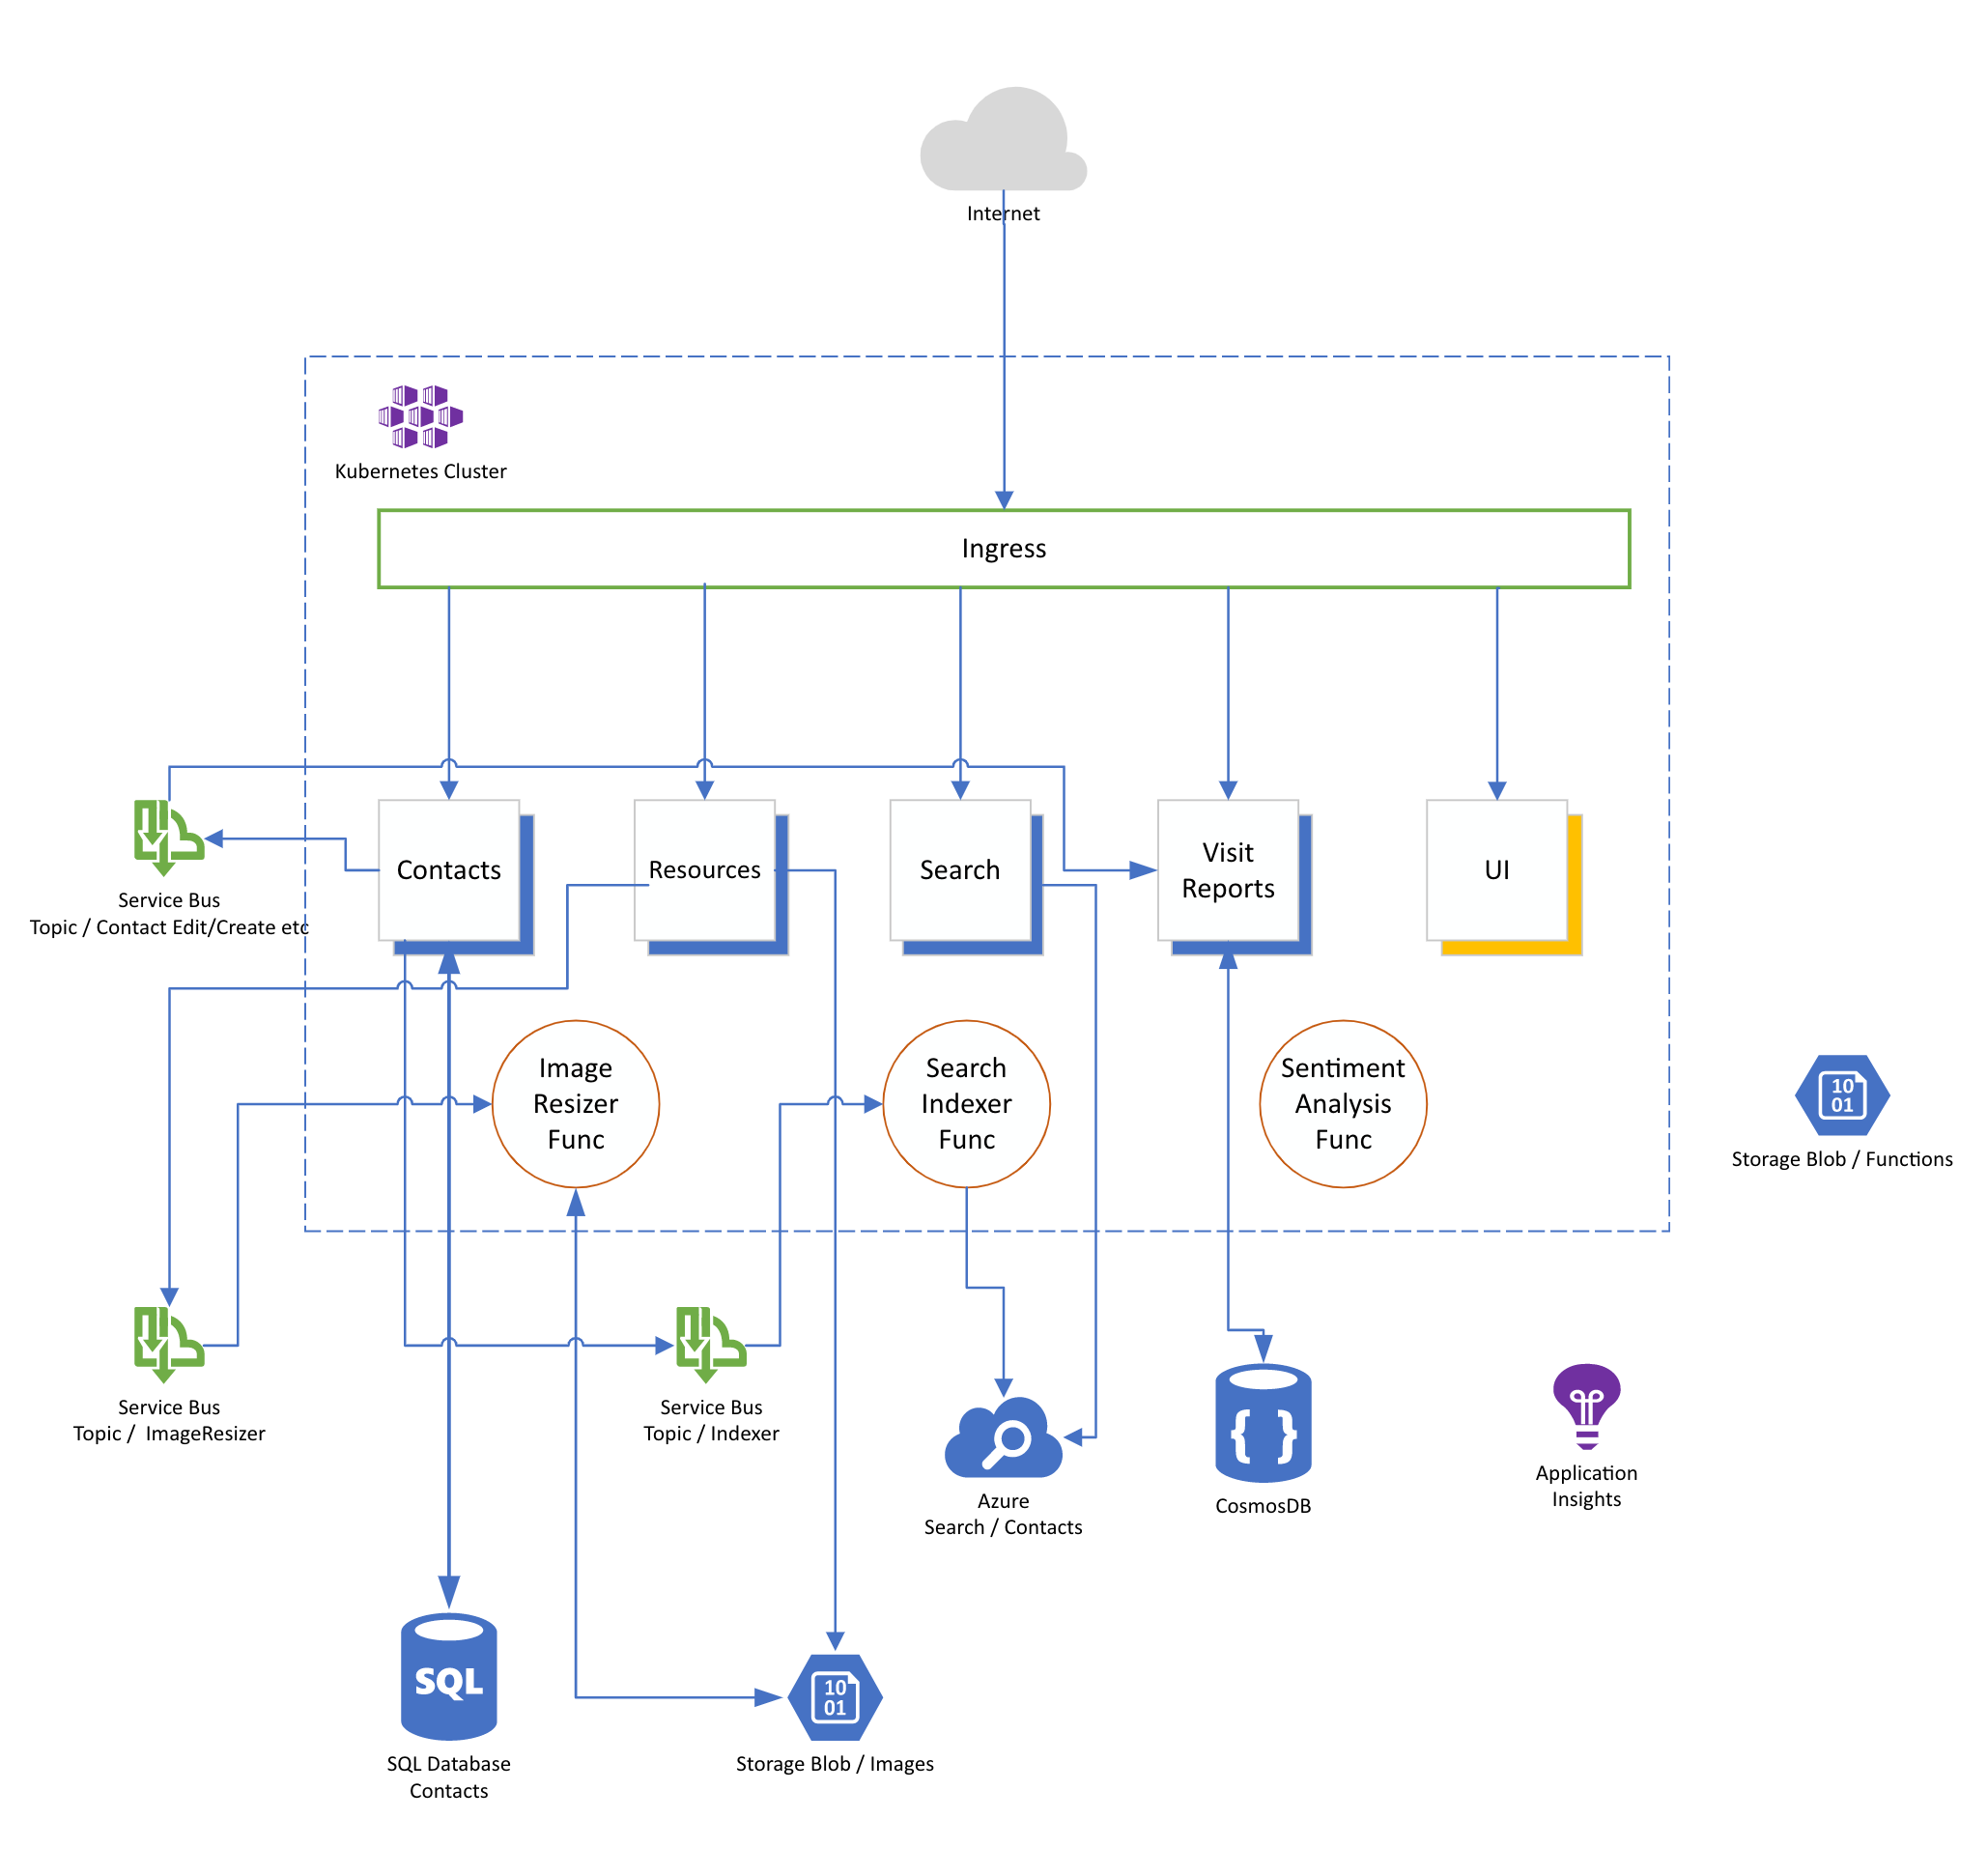 Internet
Kubernetes Cluster
Ingress
Contacts
Resources
Search
Visit
Reports
UI
Service Bus
Topic / Contact Edit/Create etc
Image
Resizer
Func
Search
Indexer
Func
Sentiment
Analysis
Func
10
01
Storage Blob / Functions
Service Bus
Topic /  ImageResizer
Service Bus
Topic / Indexer
Azure
Search / Contacts
{ }
CosmosDB
Application
Insights
SQL
SQL Database
Contacts
10
01
Storage Blob / Images